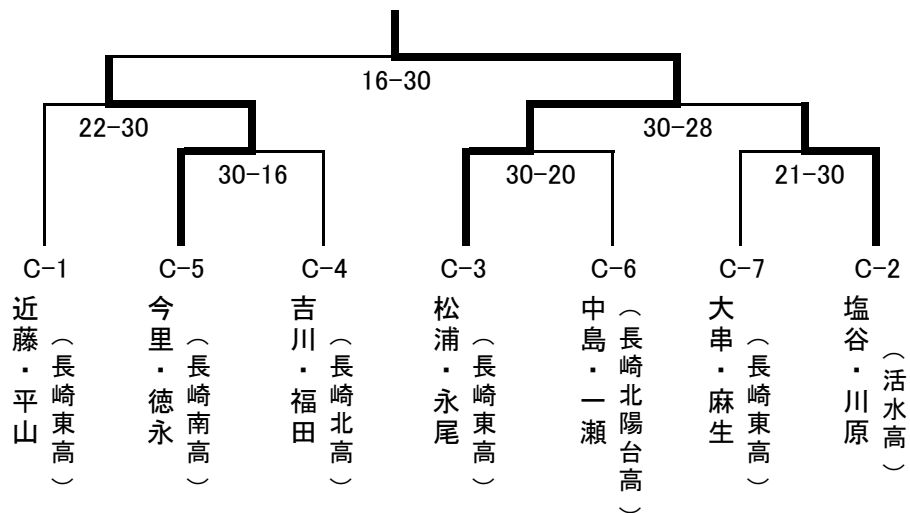 16-30
22-30
30-28
30-16
30-20
21-30
C-1
C-5
C-4
C-3
C-6
C-7
C-2
近藤・平山
（長崎東高）
今里・徳永
（長崎南高）
吉川・福田
（長崎北高）
松浦・永尾
（長崎東高）
中島・一瀬
（長崎北陽台高）
大串・麻生
（長崎東高）
塩谷・川原
（活水高）